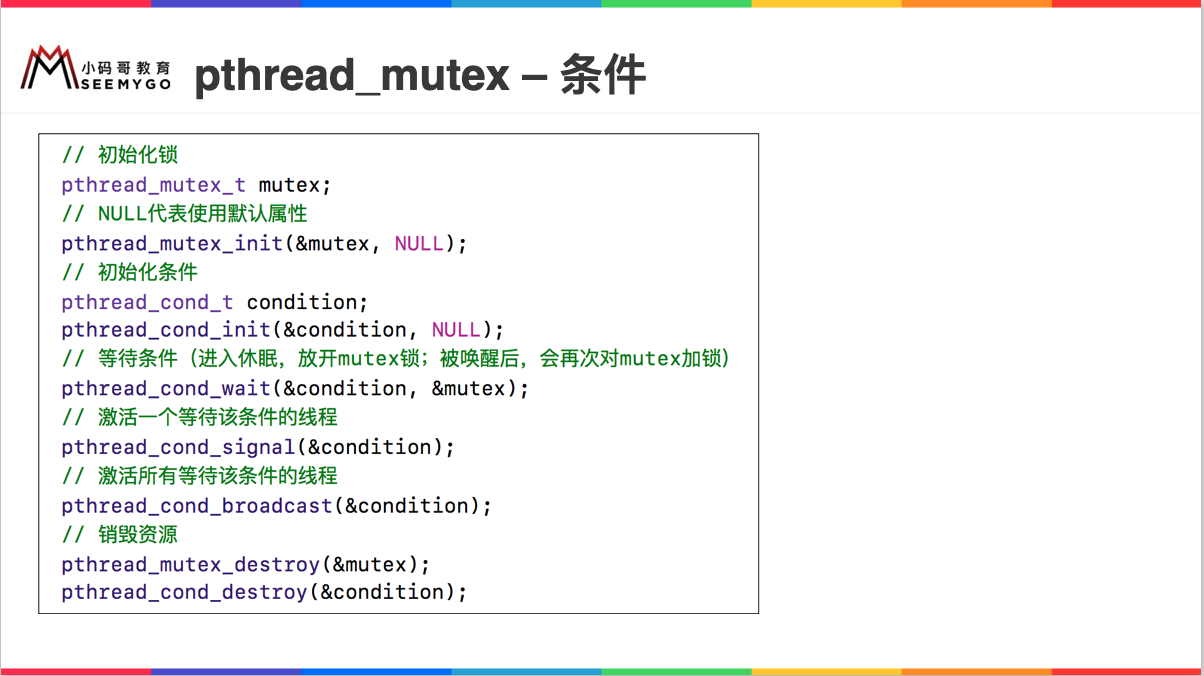 小码哥教育
SEEMYGO
pthread_mutex – 条件
// 初始化锁
pthread_mutex_t mutex;
// NULL代表使用默认属性
pthread_mutex_init(&mutex, NULL);
// 初始化条件
pthread_cond_t condition;
pthread_cond_init(&condition, NULL);
// 等待条件（进入休眠，放开mutex锁；被唤醒后，会再次对mutex加锁）
pthread_cond_wait(&condition, &mutex);
// 激活一个等待该条件的线程
pthread_cond_signal(&condition);
// 激活所有等待该条件的线程
pthread_cond_broadcast(&condition);
// 销毁资源
pthread_mutex_destroy(&mutex);
pthread_cond_destroy(&condition);